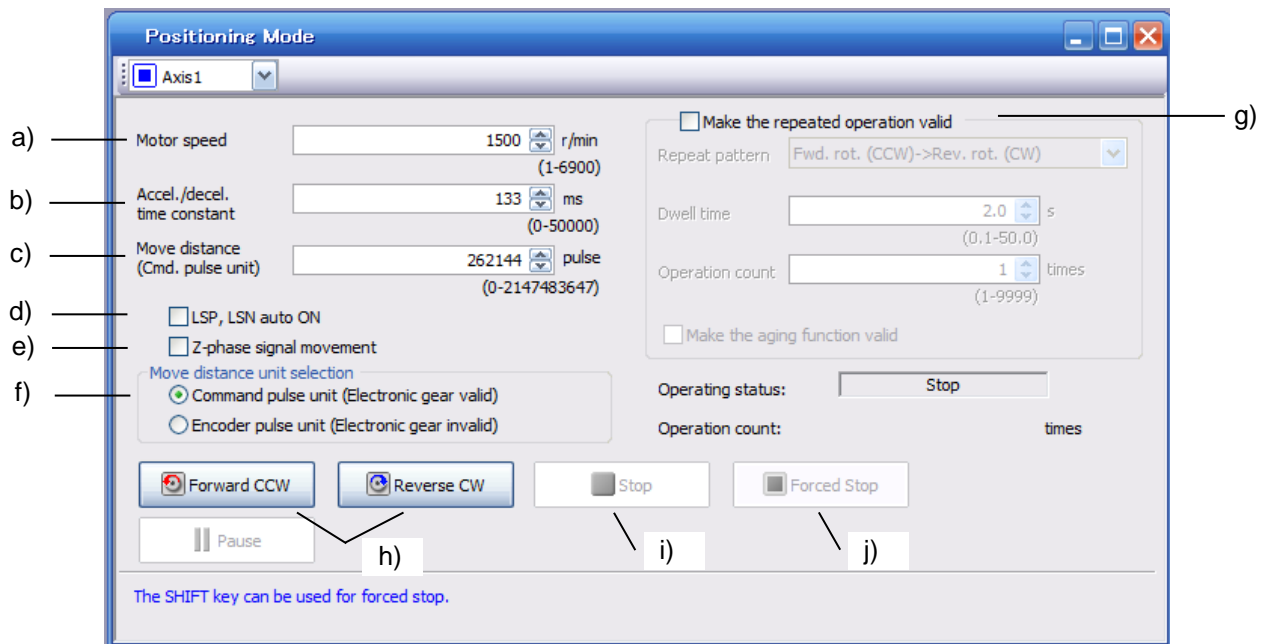 Positioning Mode
Axis1
a)
Motor speed
1500
r/min
(1-6900)
b)
Accel./decel.
time constant
133
ms
(0-50000)
c)
Move distance
(Cmd. pulse unit)
262144
pulse
(0-2147483647)
d)
LSP, LSN auto ON
e)
Z-phase signal movement
f)
Move distance unit selection
Command pulse unit (Electronic gear valid)
Encoder pulse unit (Electronic gear invalid)
g)
Make the repeated operation valid
Repeat pattern
Fwd. rot. (CCW)->Rev. rot. (CW)
Dwell time
2.0
s
(0.1-50.0)
Operation count
1
times
(1-9999)
Make the aging function valid
Operating status:
Stop
Operation count:
times
Forward CCW
Reverse CW
Stop
Forced Stop
Pause
h)
i)
j)
The SHIFT key can be used for forced stop.